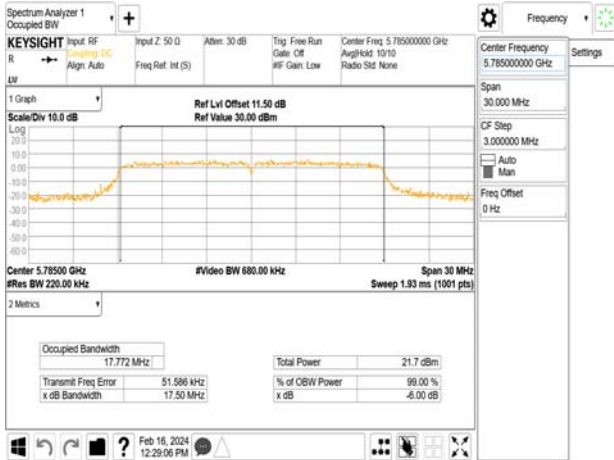 Spectrum Analyzer 1
Occupied BW
+
Frequency
Settings
KEYSIGHT
R
LXI
Input: RF
Coupling: DC
Align: Auto
Input Z: 50 Ω
Freq Ref: Int (S)
Atten: 30 dB
Trig: Free Run
Gate: Off
#IF Gain: Low
Center Freq: 5.785000000 GHz
Avg|Hold: 10/10
Radio Std: None
1 Graph
Scale/Div 10.0 dB
Ref Lvl Offset 11.50 dB
Ref Value 30.00 dBm
Log
20.0
10.0
0.00
-10.0
-20.0
-30.0
-40.0
-50.0
-60.0
Center 5.78500 GHz
#Res BW 220.00 kHz
#Video BW 680.00 kHz
Span 30 MHz
Sweep 1.93 ms (1001 pts)
2 Metrics
Occupied Bandwidth
17.772 MHz
Transmit Freq Error 51.586 kHz
x dB Bandwidth 17.50 MHz
Total Power 21.7 dBm
% of OBW Power 99.00 %
x dB -6.00 dB
Center Frequency
5.785000000 GHz
Span
30.000 MHz
CF Step
3.000000 MHz
Auto
Man
Freq Offset
0 Hz
?
Feb 16, 2024
12:29:06 PM